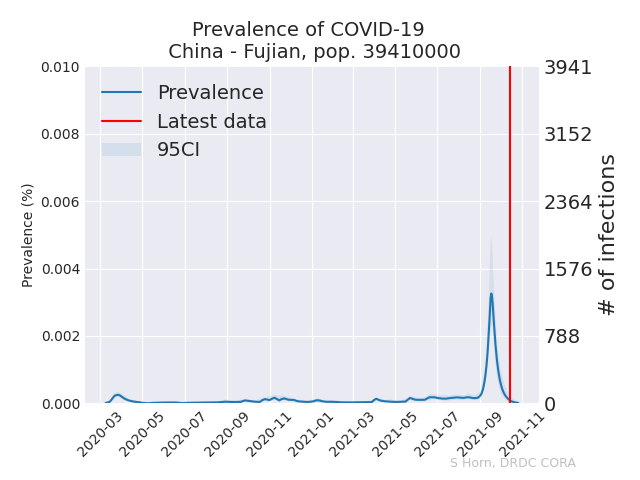 Prevalence of COVID-19
China - Fujian, pop. 39410000
Prevalence
Latest data
95CI
Prevalence (%)
0.010
0.008
0.006
0.004
0.002
0.000
3941
3152
2364
1576
788
0
# of infections
2020-03
2020-05
2020-07
2020-09
2020-11
2021-01
2021-03
2021-05
2021-07
2021-09
2021-11
S Horn, DRDC CORA